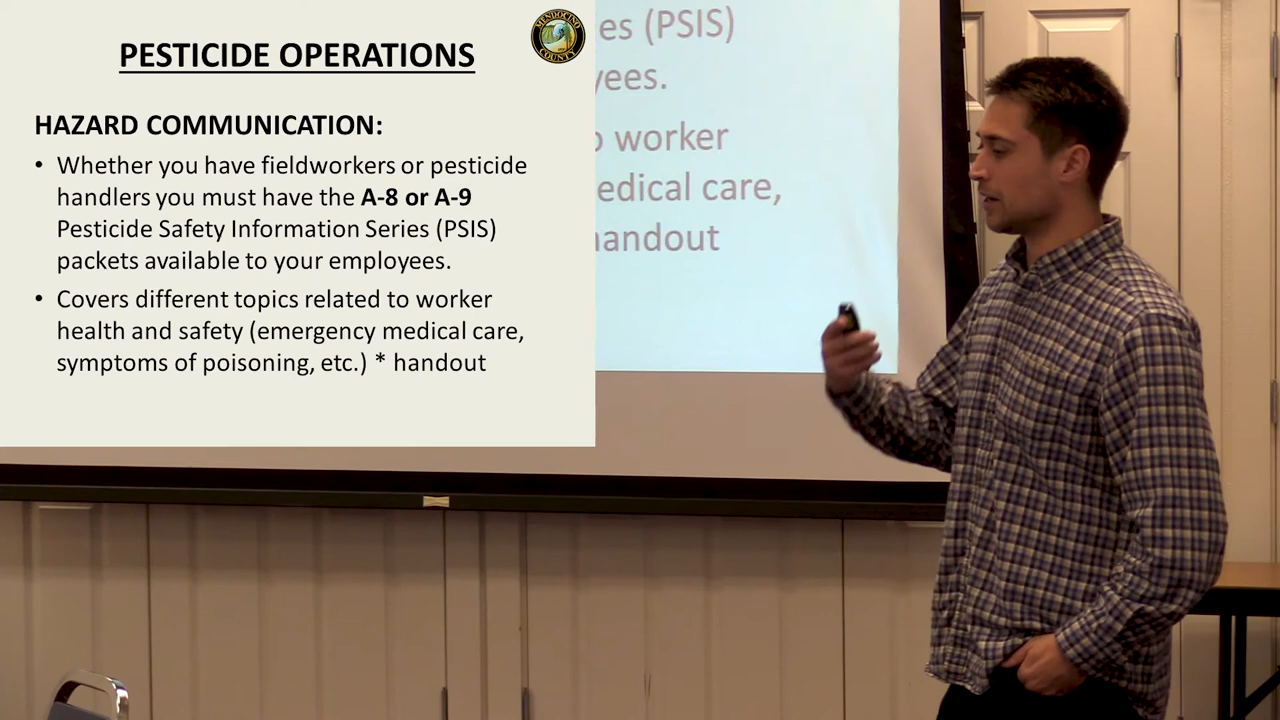 PESTICIDE OPERATIONS
MENDOCINO
COUNTY
HAZARD COMMUNICATION:
• Whether you have fieldworkers or pesticide
handlers you must have the A-8 or A-9
Pesticide Safety Information Series (PSIS)
packets available to your employees.
• Covers different topics related to worker
health and safety (emergency medical care,
symptoms of poisoning, etc.) * handout
es (PSIS)
yees.
o worker
edical care,
handout